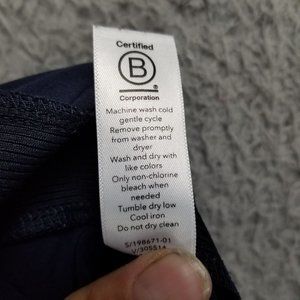 Certified
B
Corporation
Machine wash cold
gentle cycle
Remove promptly
from washer and
dryer
Wash and dry with
like colors
Only non-chlorine
bleach when
needed
Tumble dry low
Cool iron
Do not dry clean
S/198671-01
V/305514